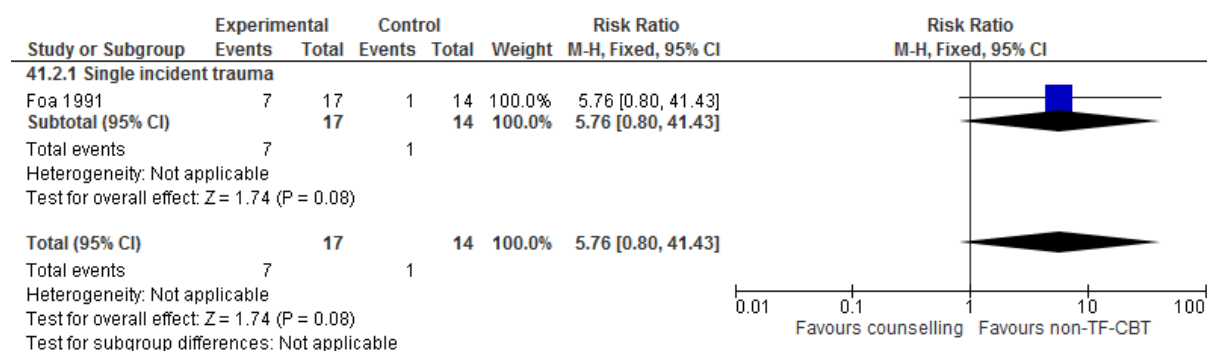 Experimental Control Risk Ratio Risk Ratio
Study or Subgroup Events Total Events Total Weight M-H, Fixed, 95% CI M-H, Fixed, 95% CI
41.2.1 Single incident trauma
Foa 1991 7 17 1 14 100.0% 5.76 [0.80, 41.43]
Subtotal (95% CI) 17 14 100.0% 5.76 [0.80, 41.43]
Total events 7 1
Heterogeneity: Not applicable
Test for overall effect: Z = 1.74 (P = 0.08)
Total (95% CI) 17 14 100.0% 5.76 [0.80, 41.43]
Total events 7 1
Heterogeneity: Not applicable
Test for overall effect: Z = 1.74 (P = 0.08)
Test for subgroup differences: Not applicable
0.01 0.1 1 10 100
Favours counselling Favours non-TF-CBT